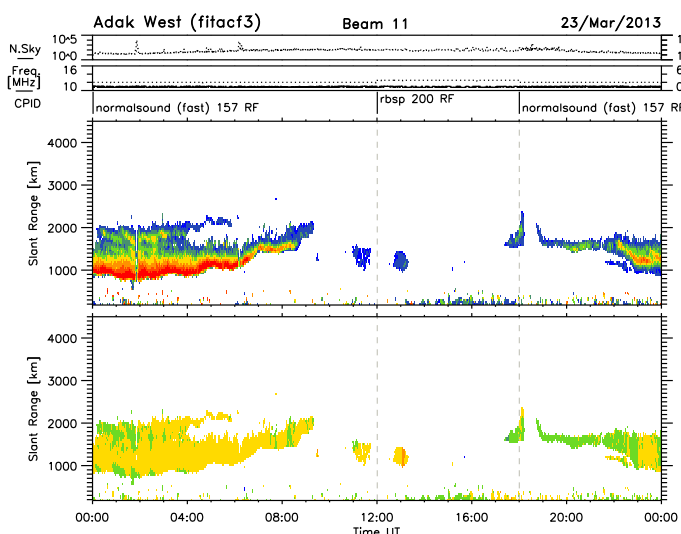 Adak West (fitacf3) Beam 11 23/Mar/2013
N.Sky 10^5 10^0
Freq. [MHz] 16 10
CPID normalsound (fast) 157 RF rbsp 200 RF normalsound (fast) 157 RF
Slant Range [km] 4000 3000 2000 1000
Slant Range [km] 4000 3000 2000 1000
00:00 04:00 08:00 12:00 16:00 20:00 00:00
Time UT